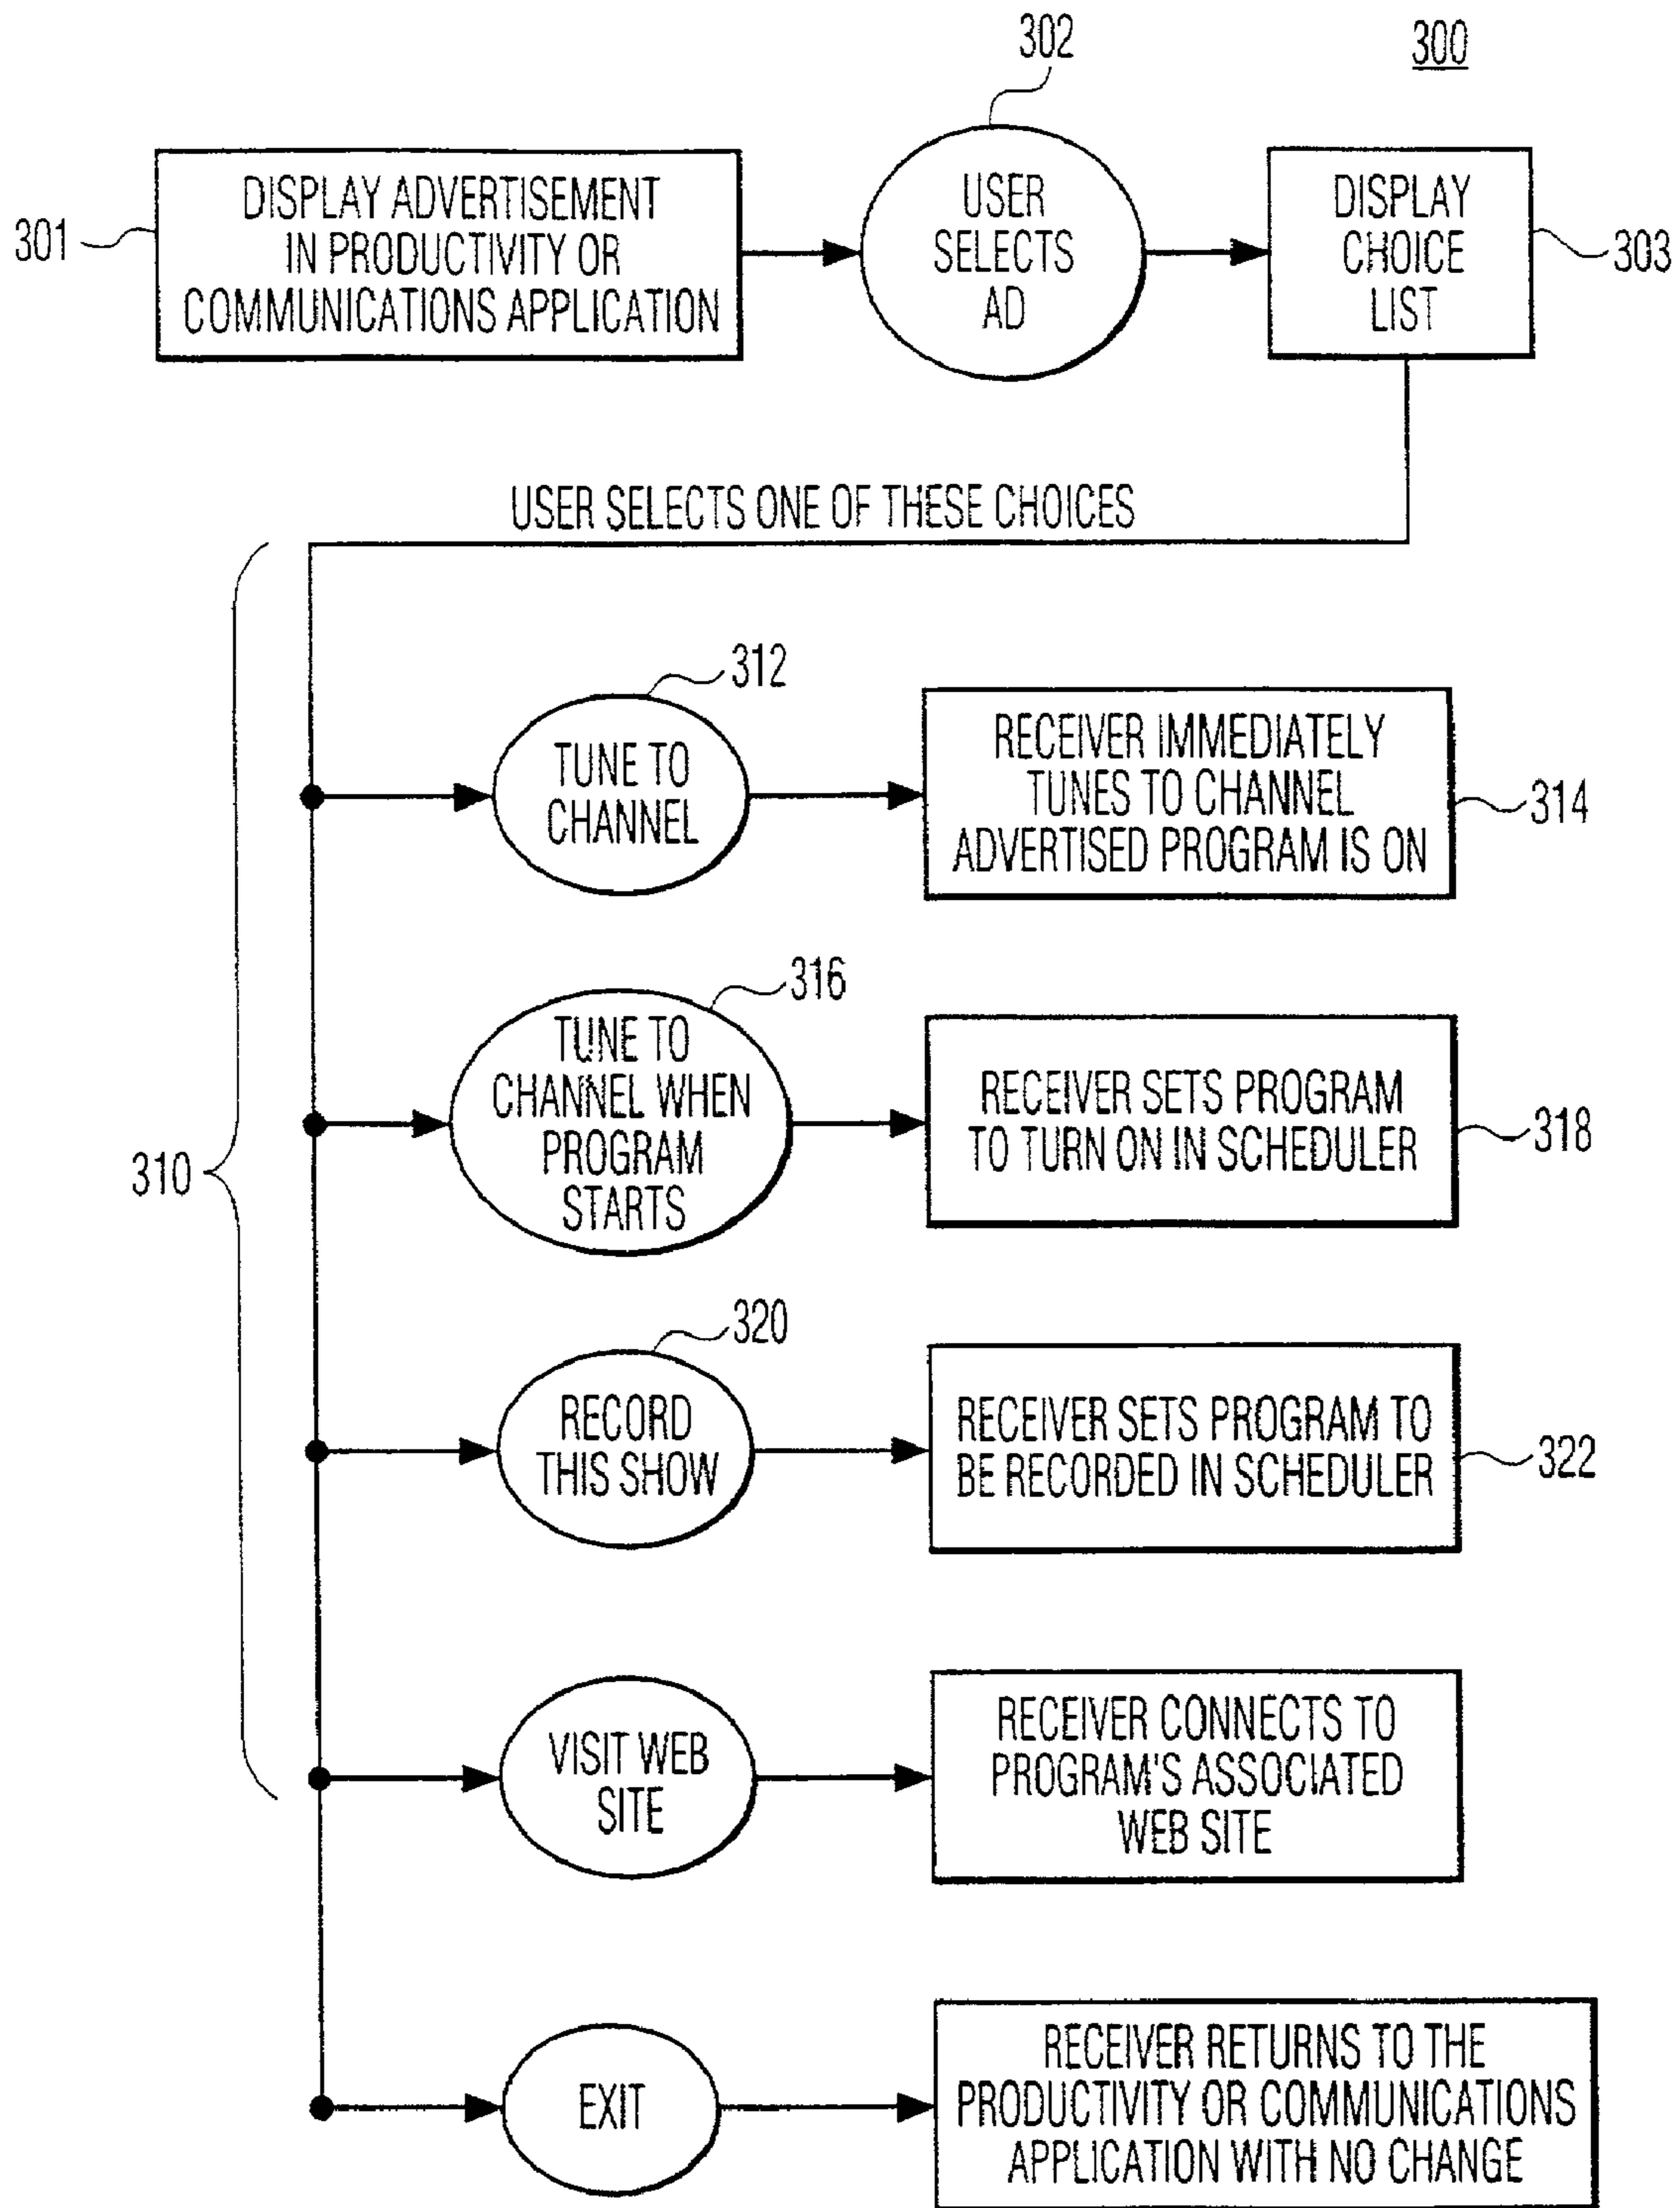 300
302
301
DISPLAY ADVERTISEMENT
IN PRODUCTIVITY OR
COMMUNICATIONS APPLICATION
USER
SELECTS
AD
DISPLAY
CHOICE
LIST
303
USER SELECTS ONE OF THESE CHOICES
310
312
TUNE TO
CHANNEL
RECEIVER IMMEDIATELY
TUNES TO CHANNEL
ADVERTISED PROGRAM IS ON
314
316
TUNE TO
CHANNEL WHEN
PROGRAM
STARTS
RECEIVER SETS PROGRAM
TO TURN ON IN SCHEDULER
318
320
RECORD
THIS SHOW
RECEIVER SETS PROGRAM TO
BE RECORDED IN SCHEDULER
322
VISIT WEB
SITE
RECEIVER CONNECTS TO
PROGRAM'S ASSOCIATED
WEB SITE
EXIT
RECEIVER RETURNS TO THE
PRODUCTIVITY OR COMMUNICATIONS
APPLICATION WITH NO CHANGE